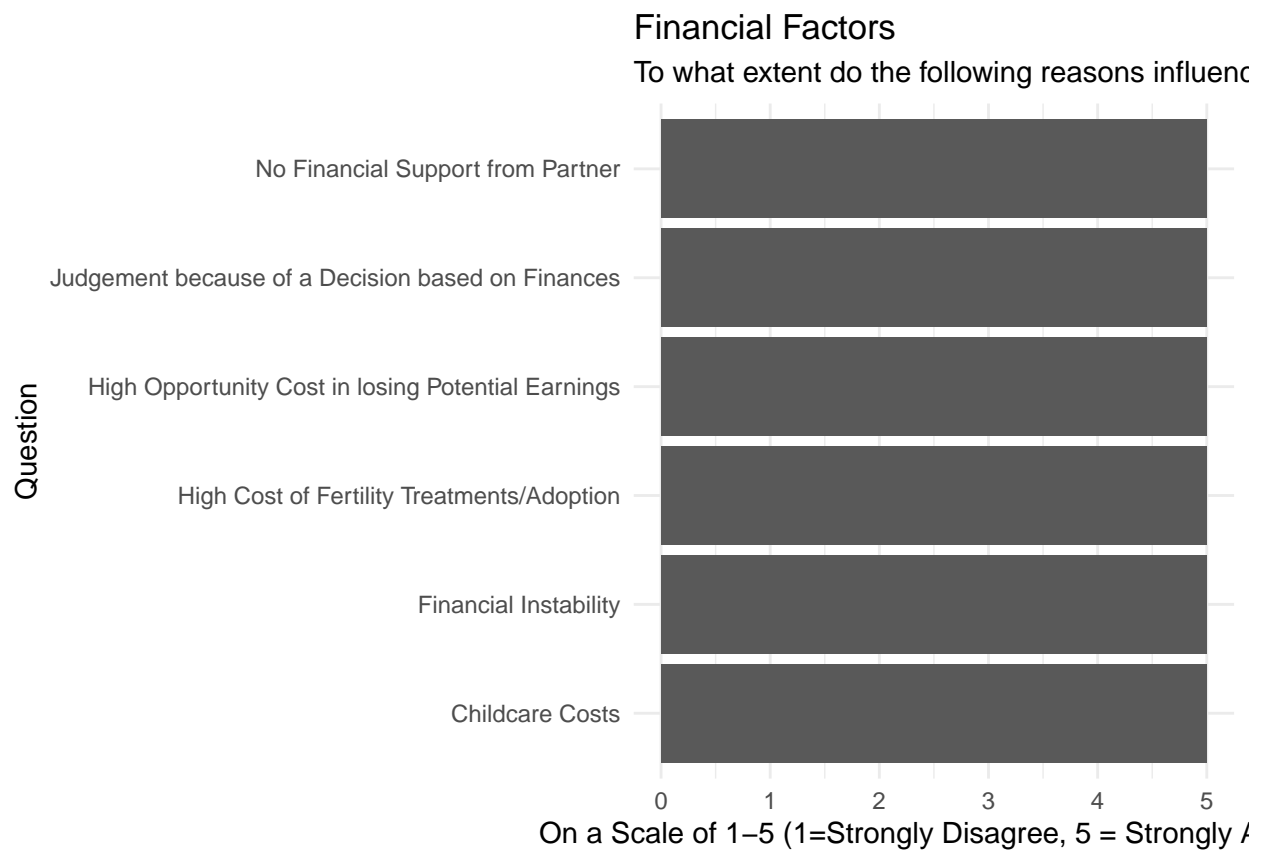 Financial Factors
To what extent do the following reasons influenc
No Financial Support from Partner
Judgement because of a Decision based on Finances
High Opportunity Cost in losing Potential Earnings
High Cost of Fertility Treatments/Adoption
Financial Instability
Childcare Costs
Question
0 1 2 3 4 5
On a Scale of 1–5 (1=Strongly Disagree, 5 = Strongly